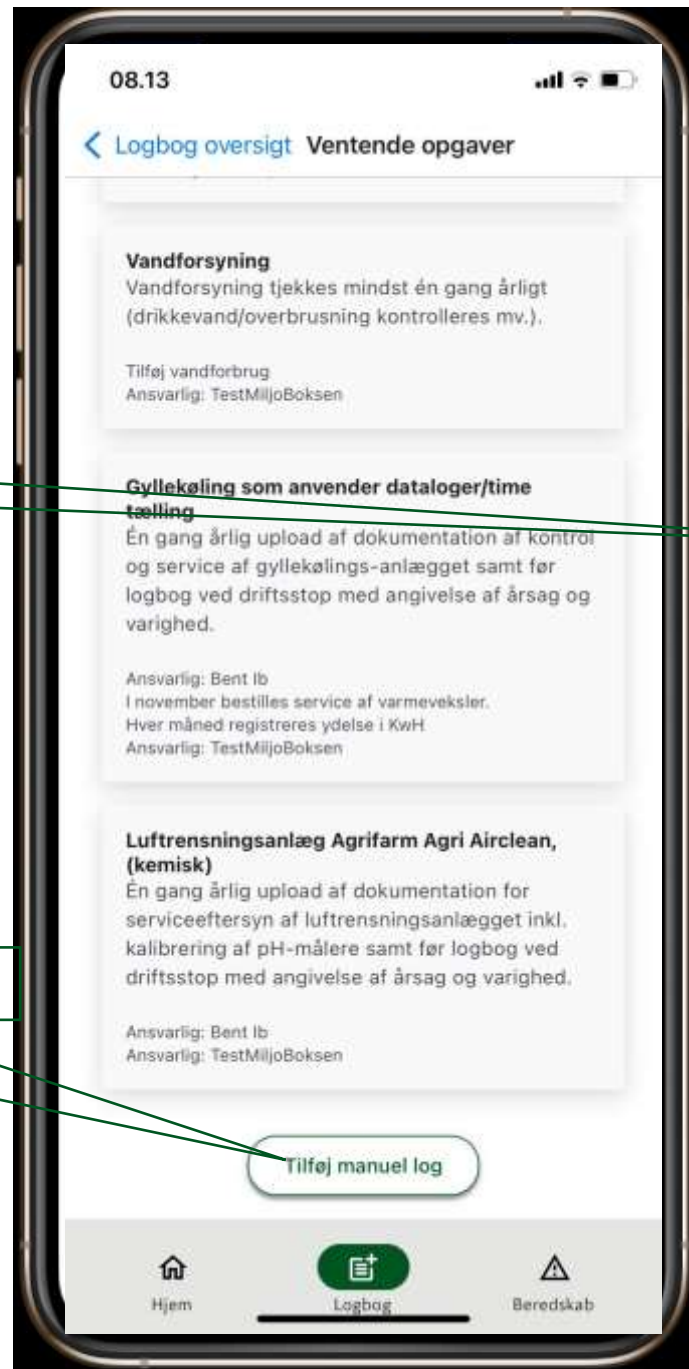 08.13
Logbog oversigt Ventende opgaver
Vandforsyning
Vandforsyning tjekkes mindst én gang årligt
(drikkevand/overbrusning kontrolleres mv.).
Tilføj vandforbrug
Ansvarlig: TestMiljoBoksen
Gyllekøling som anvender dataloger/time
tælling
Én gang årlig upload af dokumentation af kontrol
og service af gyllekølings-anlægget samt før
logbog ved driftsstop med angivelse af årsag og
varighed.
Ansvarlig: Bent Ib
I november bestilles service af varmeveksler.
Hver måned registreres ydelse i KwH
Ansvarlig: TestMiljoBoksen
Luftrensningsanlæg Agrifarm Agri Airclean,
(kemisk)
Én gang årlig upload af dokumentation for
serviceeftersyn af luftrensningsanlægget inkl.
kalibrering af pH-målere samt før logbog ved
driftsstop med angivelse af årsag og varighed.
Ansvarlig: Bent Ib
Ansvarlig: TestMiljoBoksen
Tilføj manuel log
Hjem Logbog Beredskab